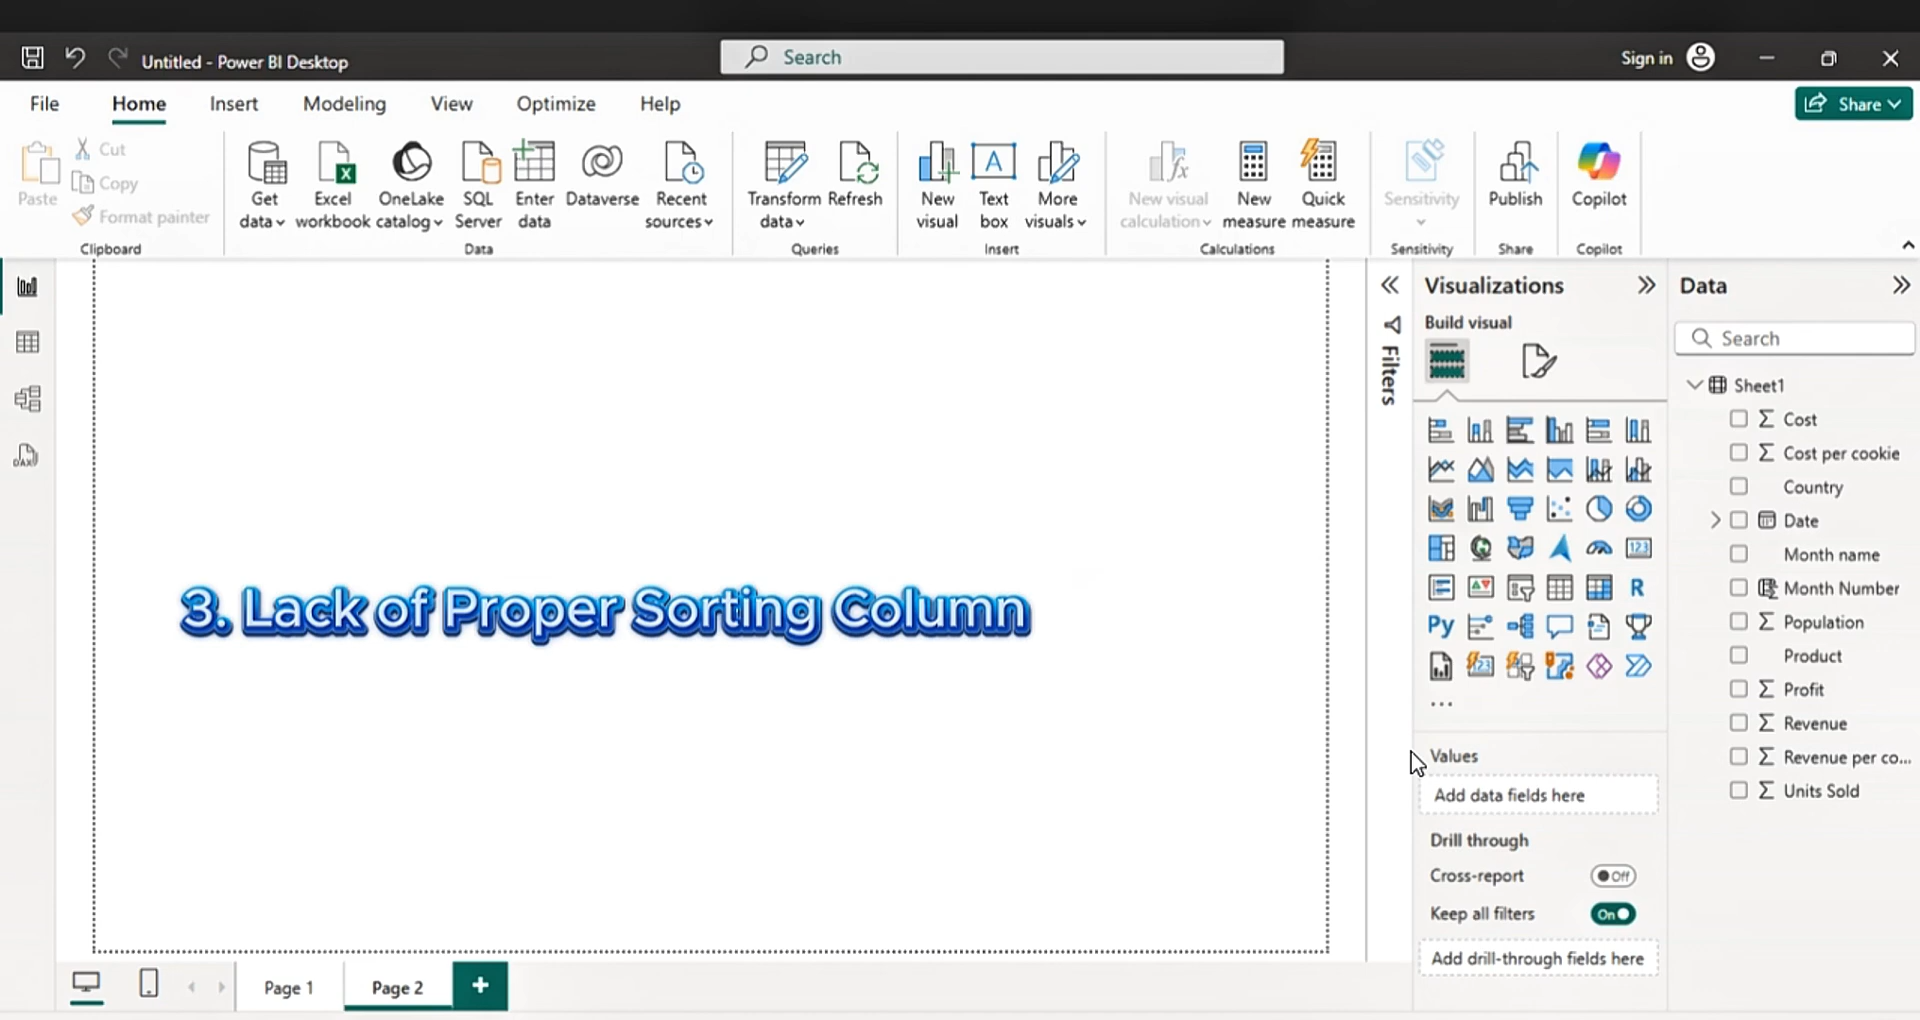 Untitled - Power BI Desktop
Search
Sign in
File
Home
Insert
Modeling
View
Optimize
Help
Share
Paste
Cut
Copy
Format painter
Clipboard
Get data
Excel workbook
OneLake catalog
SQL Server
Enter data
Dataverse
Recent sources
Data
Transform data
Refresh
Queries
New visual
Text box
More visuals
Insert
New visual calculation
New measure
Quick measure
Calculations
Sensitivity
Sensitivity
Publish
Share
Copilot
Copilot
3. Lack of Proper Sorting Column
Filters
Visualizations
Build visual
123
R
Py
123
...
Values
Add data fields here
Drill through
Cross-report
Off
Keep all filters
On
Add drill-through fields here
Data
Search
Sheet1
Cost
Cost per cookie
Country
Date
Month name
Month Number
Population
Product
Profit
Revenue
Revenue per co...
Units Sold
DAX
Page 1
Page 2